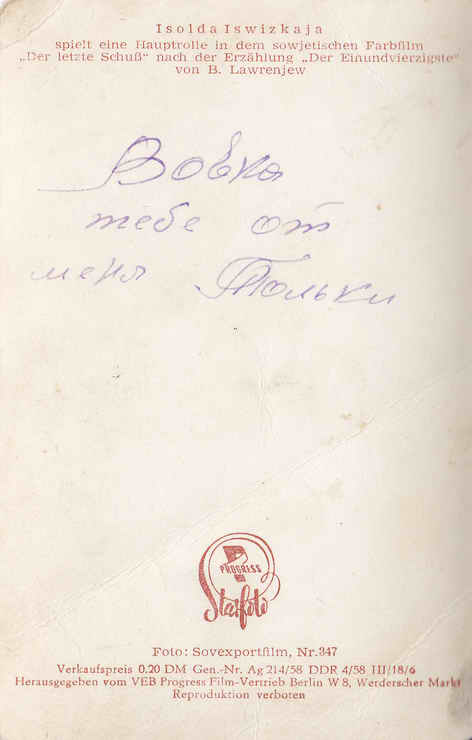 Isolda Iswizkaja
spielt eine Hauptrolle in dem sowjetischen Farbfilm
„Der letzte Schuß“ nach der Erzählung „Der Einundvierzigste“
von B. Lawrenjew
Вовка
тебе от
меня Тольки
PROGRESS
Starfoto
Foto: Sovexportfilm, Nr. 347
Verkaufspreis 0.20 DM Gen.-Nr. Ag 214/58 DDR 4/58 III/18/6
Herausgegeben vom VEB Progress Film-Vertrieb Berlin W 8, Werderscher Markt
Reproduktion verboten